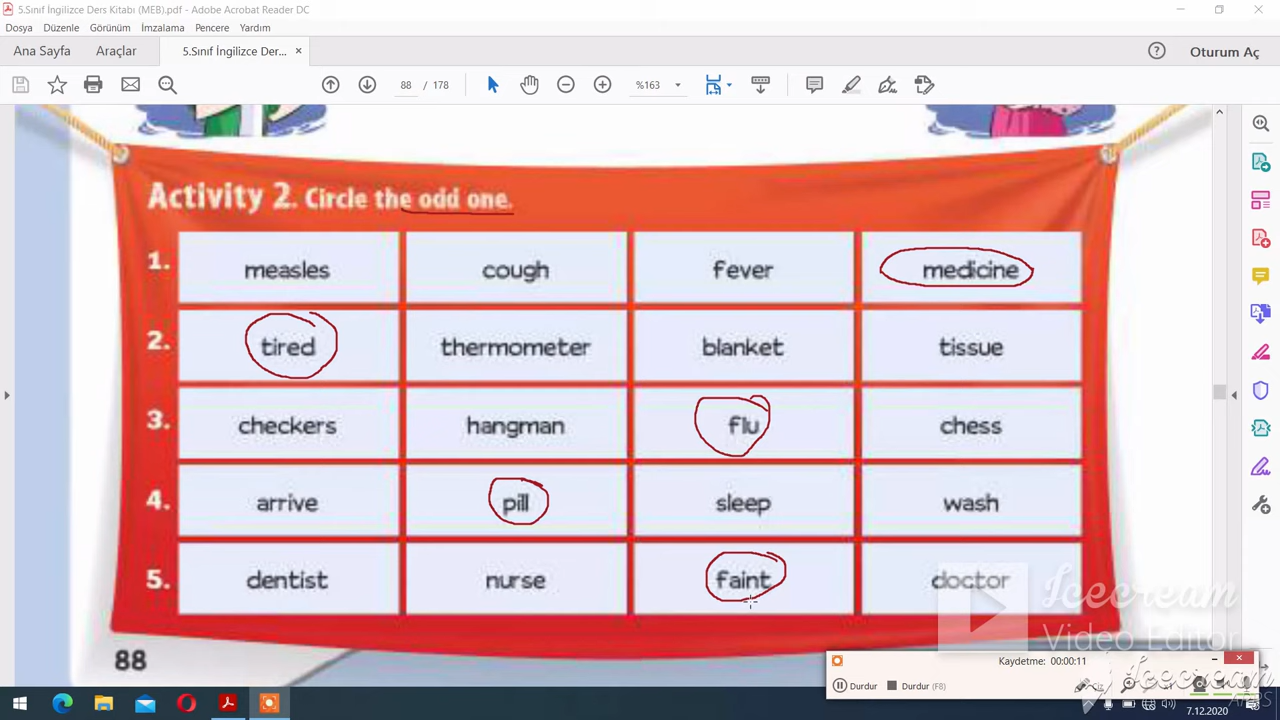 5.Sınıf İngilizce Ders Kitabı (MEB).pdf - Adobe Acrobat Reader DC
Dosya Düzenle Görünüm İmzalama Pencere Yardım
Ana Sayfa Araçlar 5.Sınıf İngilizce Der... × Oturum Aç
88 / 178 %163
Activity 2. Circle the odd one.
1. measles cough fever medicine
2. tired thermometer blanket tissue
3. checkers hangman flu chess
4. arrive pill sleep wash
5. dentist nurse faint doctor
88
Icecream
Video Editor
Kaydetme: 00:00:11
Durdur Durdur (F8)
Icecream
APPS
7.12.2020